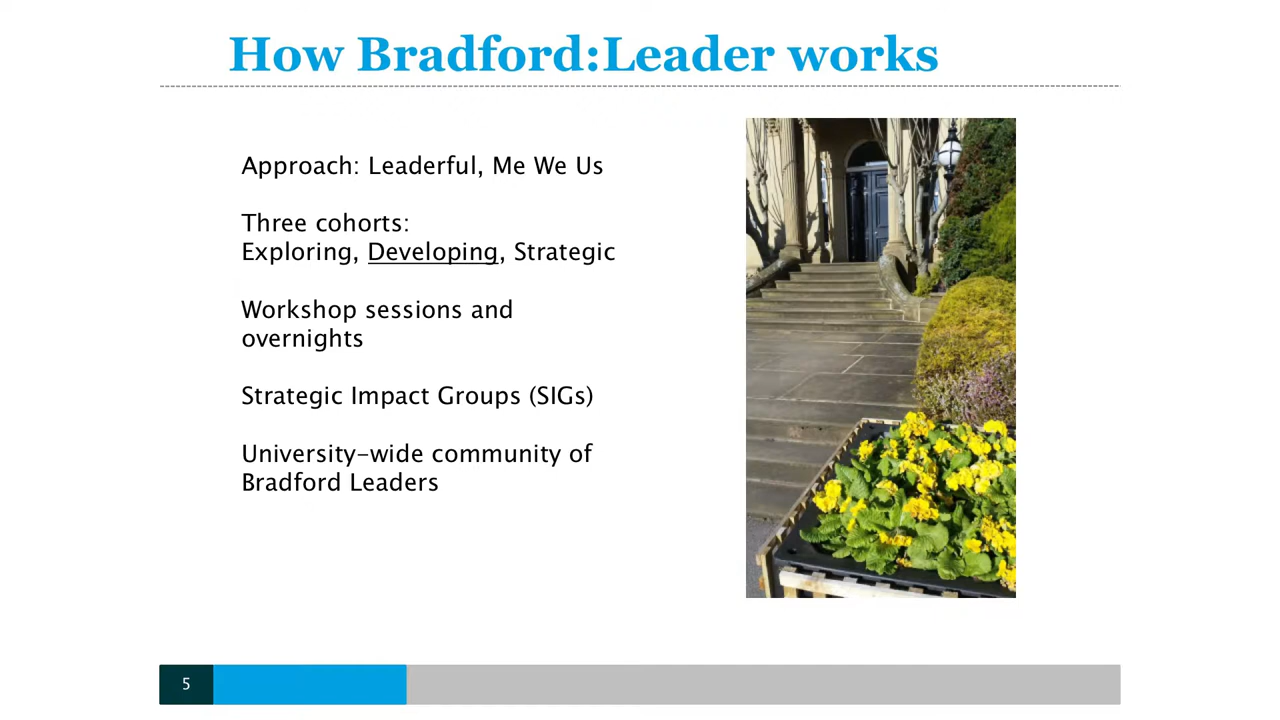 How Bradford:Leader works
Approach: Leaderful, Me We Us
Three cohorts:
Exploring, Developing, Strategic
Workshop sessions and
overnights
Strategic Impact Groups (SIGs)
University-wide community of
Bradford Leaders
5